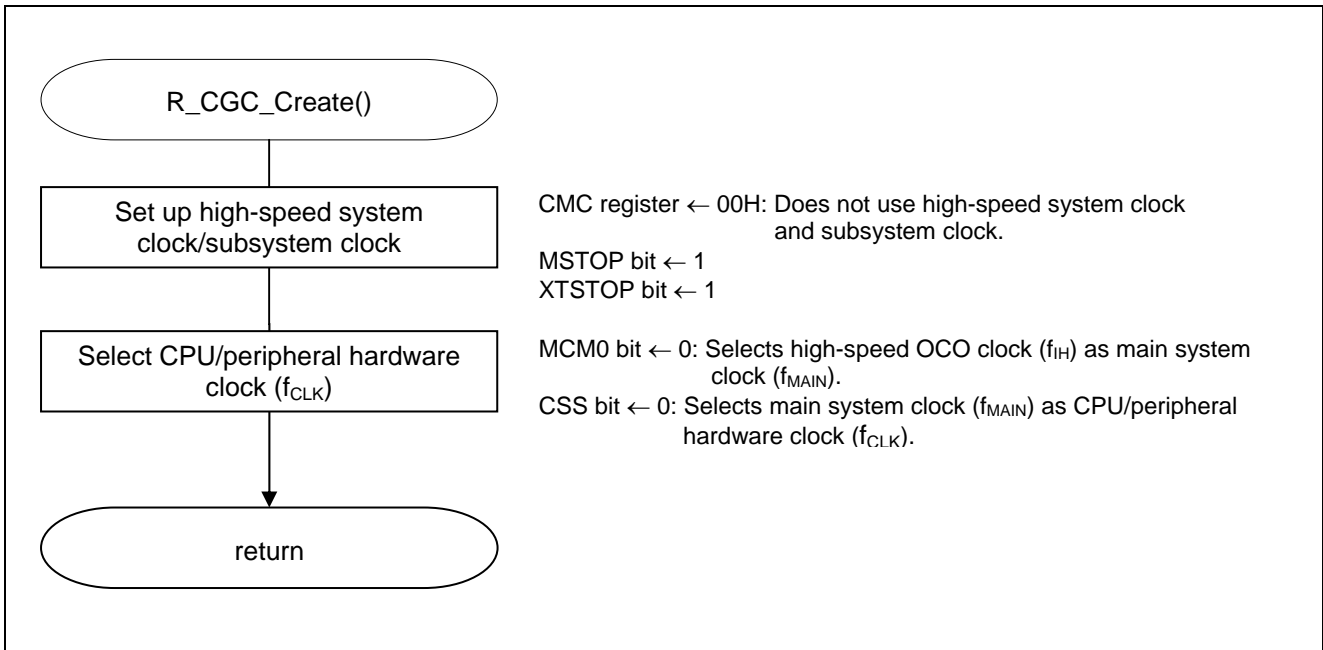 R_CGC_Create()
Set up high-speed system
clock/subsystem clock
CMC register ← 00H: Does not use high-speed system clock
and subsystem clock.
MSTOP bit ← 1
XTSTOP bit ← 1
Select CPU/peripheral hardware
clock (fCLK)
MCM0 bit ← 0: Selects high-speed OCO clock (fIH) as main system
clock (fMAIN).
CSS bit ← 0: Selects main system clock (fMAIN) as CPU/peripheral
hardware clock (fCLK).
return